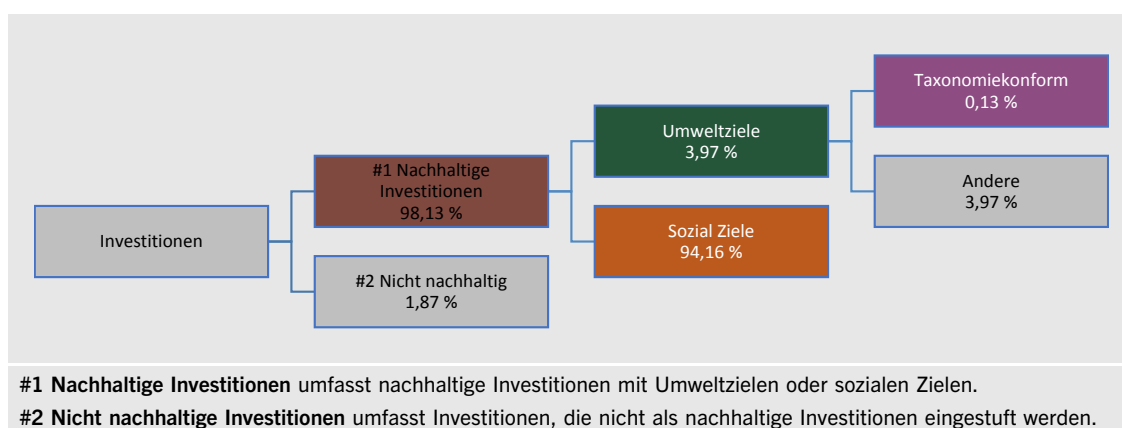 Investitionen
#1 Nachhaltige
Investitionen
98,13 %
#2 Nicht nachhaltig
1,87 %
Umweltziele
3,97 %
Sozial Ziele
94,16 %
Taxonomiekonform
0,13 %
Andere
3,97 %
#1 Nachhaltige Investitionen umfasst nachhaltige Investitionen mit Umweltzielen oder sozialen Zielen.
#2 Nicht nachhaltige Investitionen umfasst Investitionen, die nicht als nachhaltige Investitionen eingestuft werden.